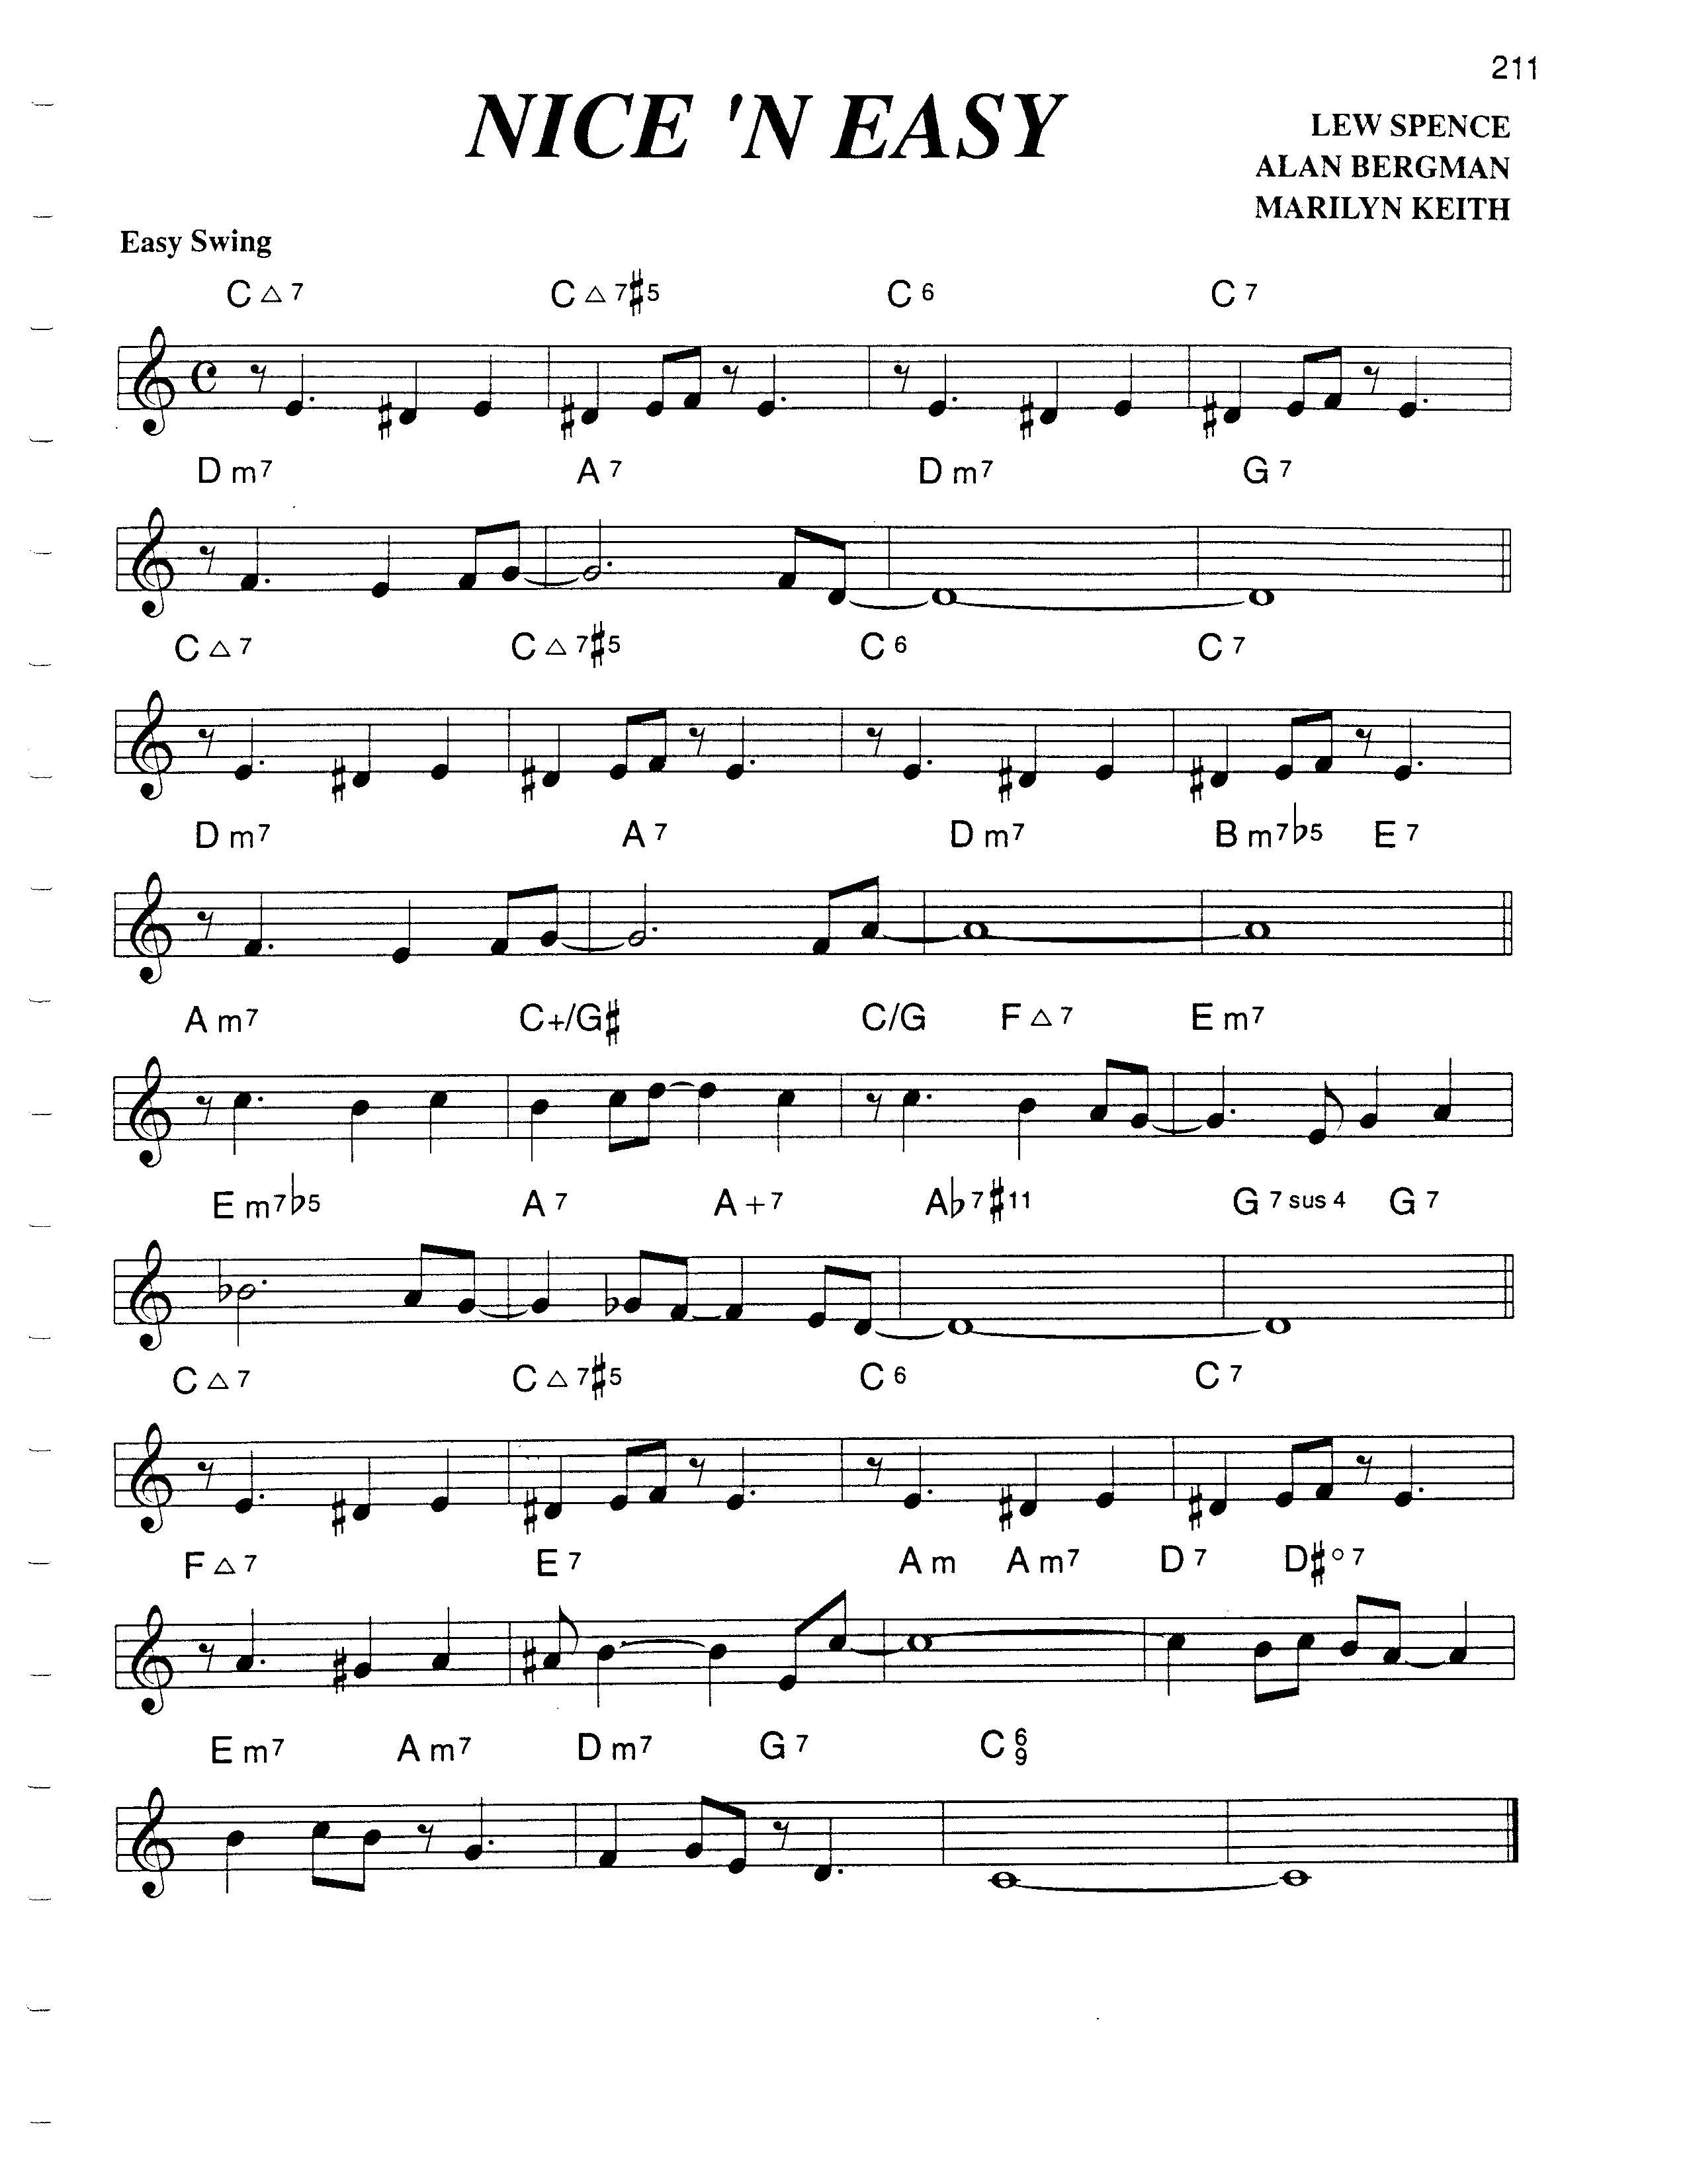 211
NICE 'N EASY
LEW SPENCE
ALAN BERGMAN
MARILYN KEITH
Easy Swing
C△7 C△7♯5 C6 C7
Dm7 A7 Dm7 G7
C△7 C△7♯5 C6 C7
Dm7 A7 Dm7 Bm7♭5 E7
Am7 C+/G♯ C/G F△7 Em7
Em7♭5 A7 A+7 A♭7♯11 G7sus4 G7
C△7 C△7♯5 C6 C7
F△7 E7 Am Am7 D7 D♯°7
Em7 Am7 Dm7 G7 C6/9